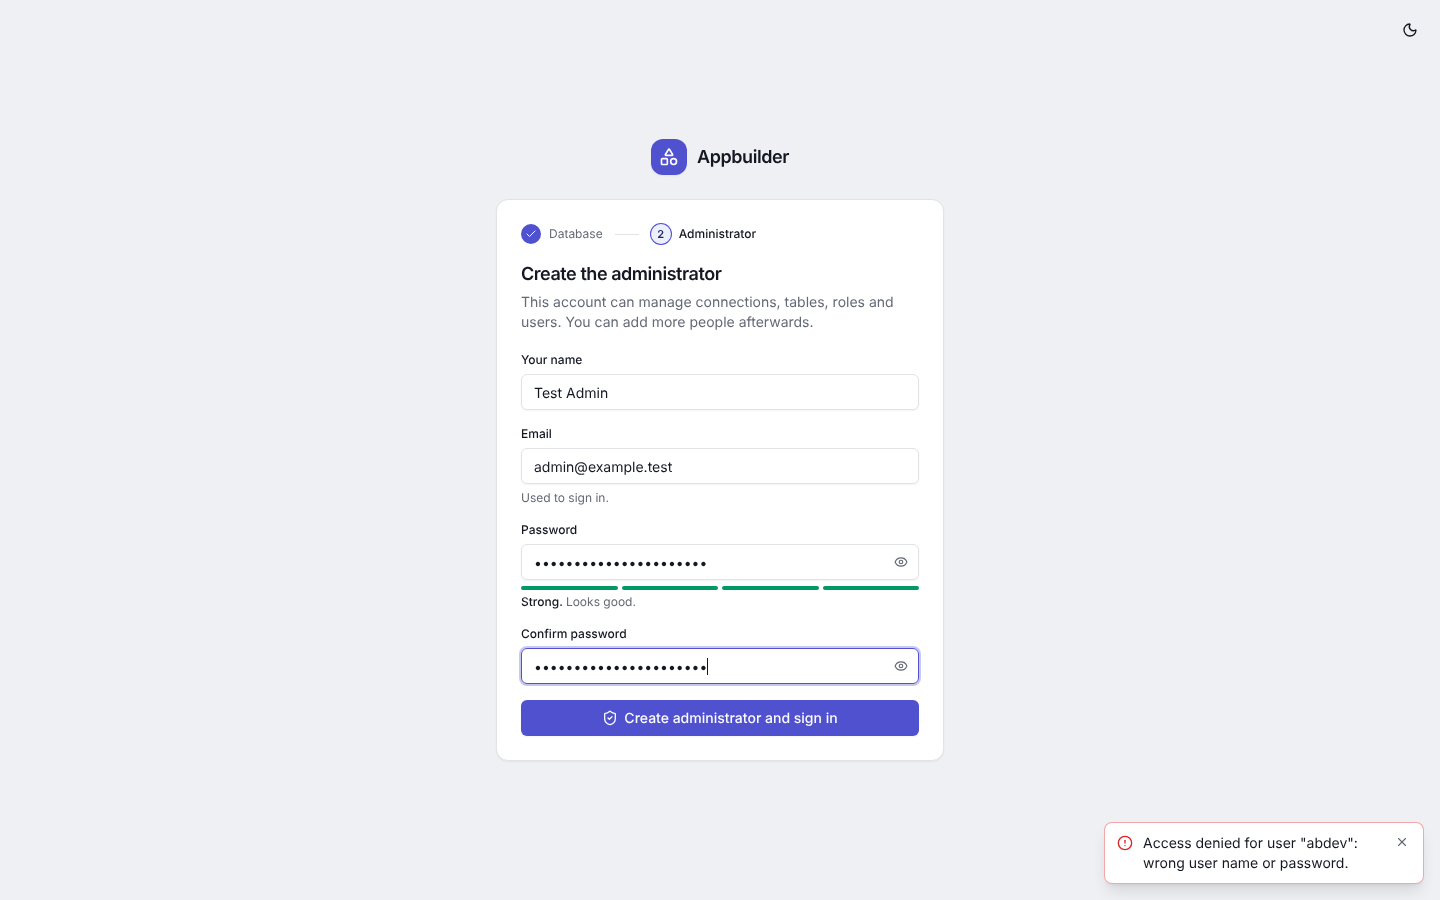 Appbuilder
Database
2 Administrator
Create the administrator
This account can manage connections, tables, roles and
users. You can add more people afterwards.
Your name
Test Admin
Email
admin@example.test
Used to sign in.
Password
••••••••••••••••••••••
Strong. Looks good.
Confirm password
••••••••••••••••••••••
Create administrator and sign in
Access denied for user "abdev":
wrong user name or password.